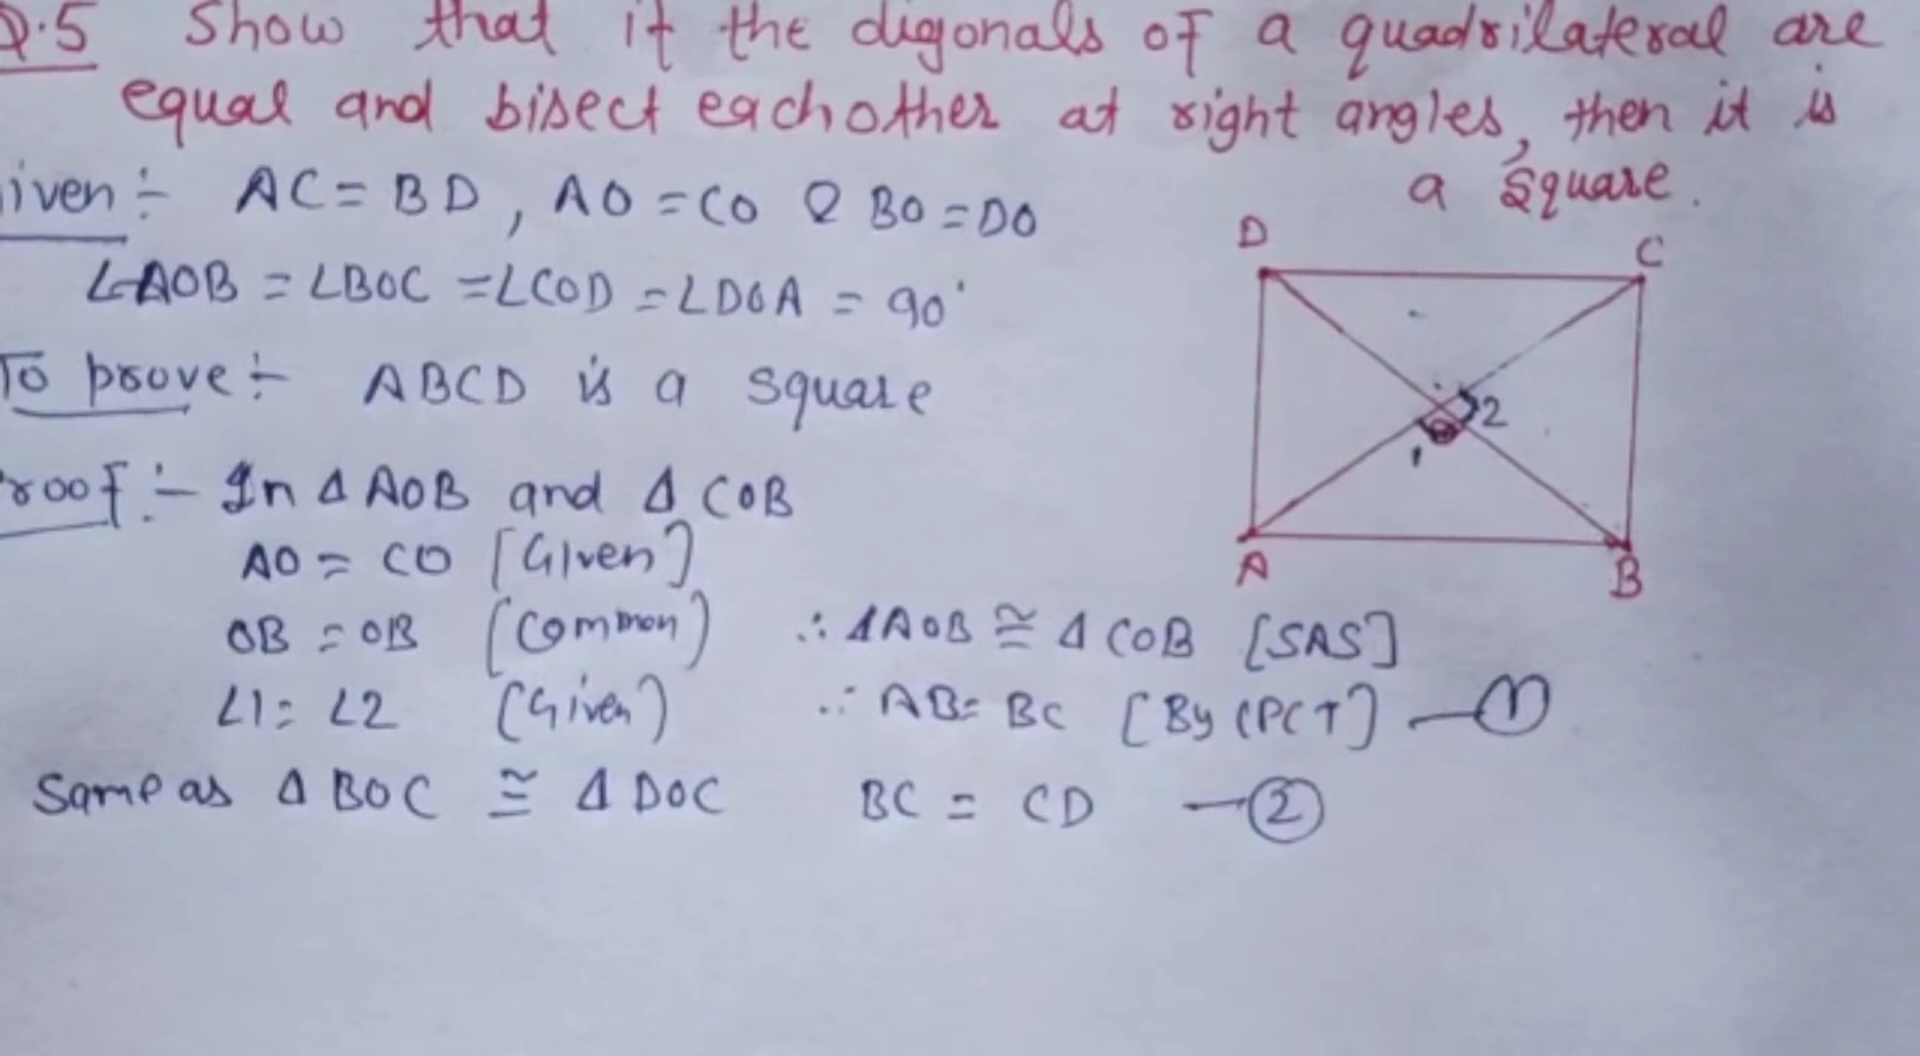 Q.5 Show that if the digonals of a quadrilateral are
equal and bisect eachother at right angles, then it is
a square.
iven :- AC = BD, AO = CO & BO = DO
∠AOB = ∠BOC = ∠COD = ∠DOA = 90°
To prove :- ABCD is a square
roof :- In Δ AOB and Δ COB
AO = CO [Given]
OB = OB [Common] ∴ ΔAOB ≅ Δ COB [SAS]
∠1 = ∠2 [Given] ∴ AB = BC [By CPCT] — ①
Same as Δ BOC ≅ Δ DOC BC = CD — ②
D
C
2
1
A
B